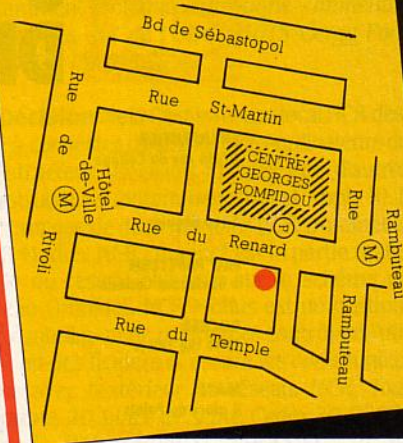 Bd de Sébastopol
Rue St-Martin
CENTRE
GEORGES
POMPIDOU
P
Rue de Rivoli
M
Hôtel
de-Ville
Rue du Renard
Rue Rambuteau
M
Rambuteau
Rue du Temple